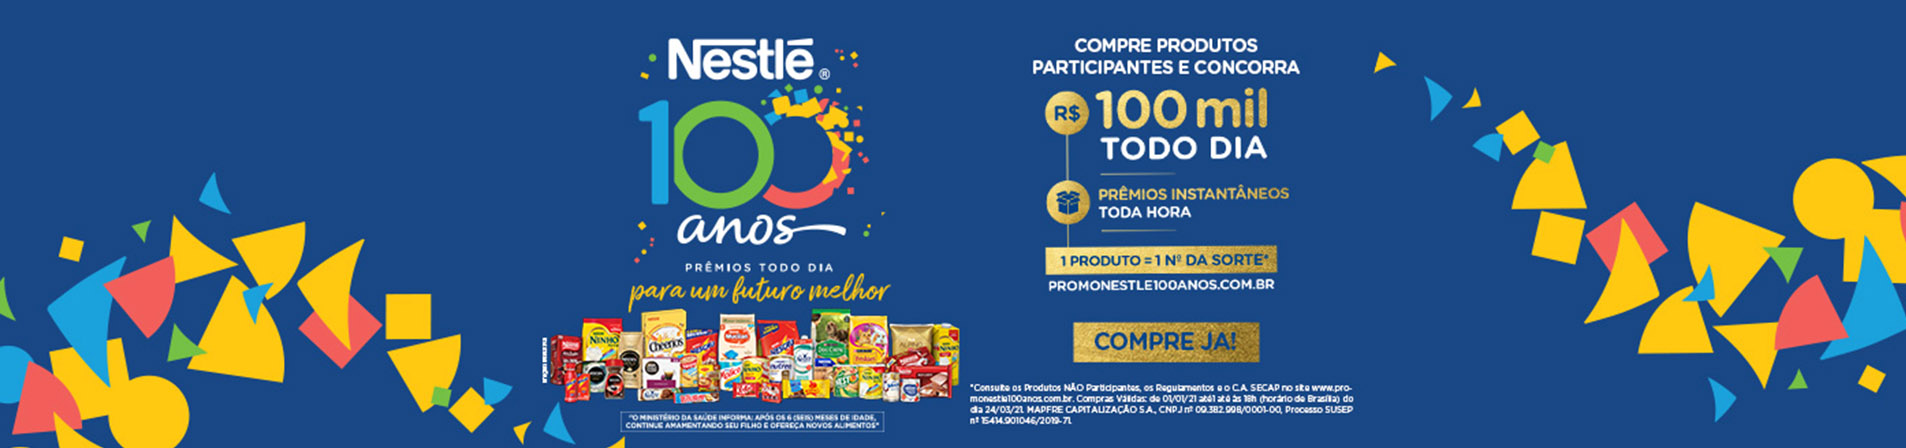 Nestlé®
100
anos
PRÊMIOS TODO DIA
para um futuro melhor
NINHO
Cheerios
Mucilon
"O MINISTÉRIO DA SAÚDE INFORMA: APÓS OS 6 (SEIS) MESES DE IDADE,
CONTINUE AMAMENTANDO SEU FILHO E OFEREÇA NOVOS ALIMENTOS"
COMPRE PRODUTOS
PARTICIPANTES E CONCORRA
R$ 100 mil
TODO DIA
PRÊMIOS INSTANTÂNEOS
TODA HORA
1 PRODUTO = 1 Nº DA SORTE*
PROMONESTLE100ANOS.COM.BR
COMPRE JA!
*Consulte os Produtos NÃO Participantes, os Regulamentos e o C.A. SECAP no site www.pro-
monestle100anos.com.br. Compras Válidas: de 01/01/21 até1 até às 18h (horário de Brasília) do
dia 24/03/21. MAPFRE CAPITALIZAÇÃO S.A., CNPJ nº 09.382.998/0001-00, Processo SUSEP
nº 15414.901046/2019-71.